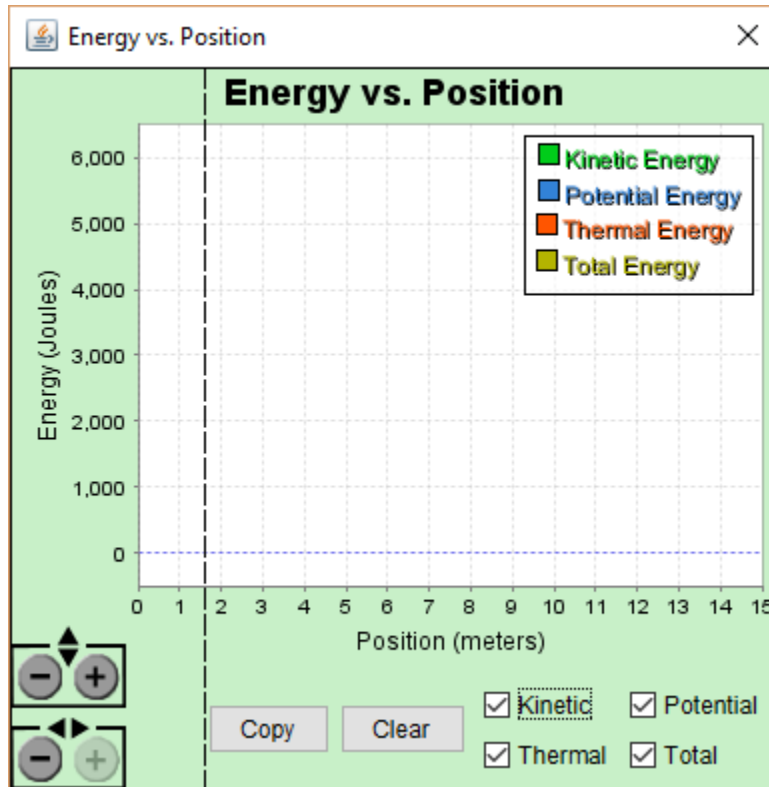 Energy vs. Position
Energy vs. Position
Energy (Joules)
6,000
5,000
4,000
3,000
2,000
1,000
0
Kinetic Energy
Potential Energy
Thermal Energy
Total Energy
0 1 2 3 4 5 6 7 8 9 10 11 12 13 14 15
Position (meters)
Copy Clear
Kinetic Potential
Thermal Total